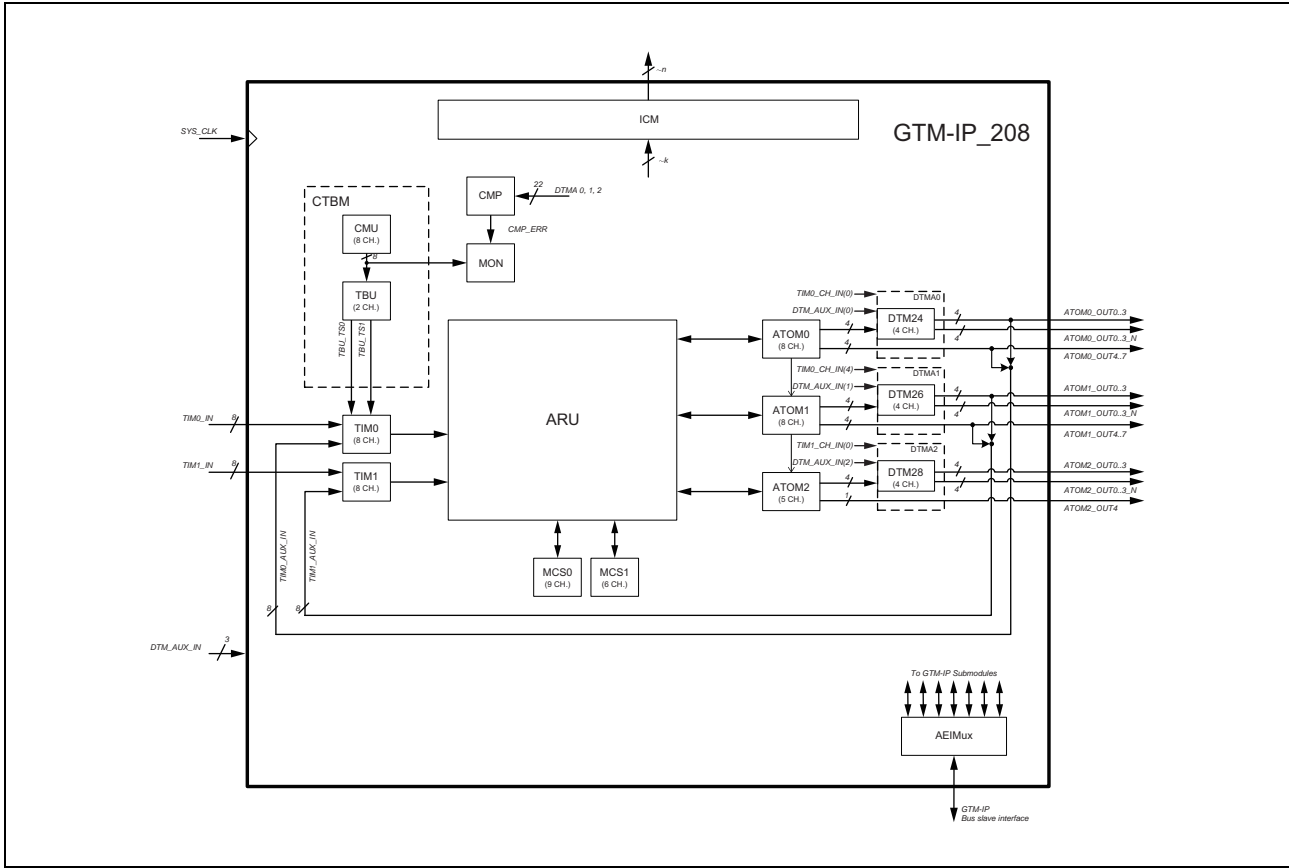 ~n
ICM
GTM-IP_208
SYS_CLK
~k
CTBM
CMP
22
DTMA 0, 1, 2
CMU
(8 CH.)
CMP_ERR
8
MON
TBU
(2 CH.)
TBU_TS0
TBU_TS1
TIM0_CH_IN(0)
DTMA0
DTM_AUX_IN(0)
4
DTM24
(4 CH.)
4
ATOM0_OUT0..3
ATOM0
(8 CH.)
4
4
ATOM0_OUT0..3_N
ATOM0_OUT4..7
TIM0_CH_IN(4)
DTMA1
DTM_AUX_IN(1)
4
DTM26
(4 CH.)
4
ATOM1_OUT0..3
ATOM1
(8 CH.)
4
4
ATOM1_OUT0..3_N
ATOM1_OUT4..7
TIM1_CH_IN(0)
DTMA2
DTM_AUX_IN(2)
4
DTM28
(4 CH.)
4
ATOM2_OUT0..3
ATOM2
(5 CH.)
1
4
ATOM2_OUT0..3_N
ATOM2_OUT4
ARU
TIM0_IN
8
TIM0
(8 CH.)
TIM1_IN
8
TIM1
(8 CH.)
TIM0_AUX_IN
TIM1_AUX_IN
MCS0
(9 CH.)
MCS1
(6 CH.)
8
8
DTM_AUX_IN
3
To GTM-IP Submodules
AEIMux
GTM-IP
Bus slave interface